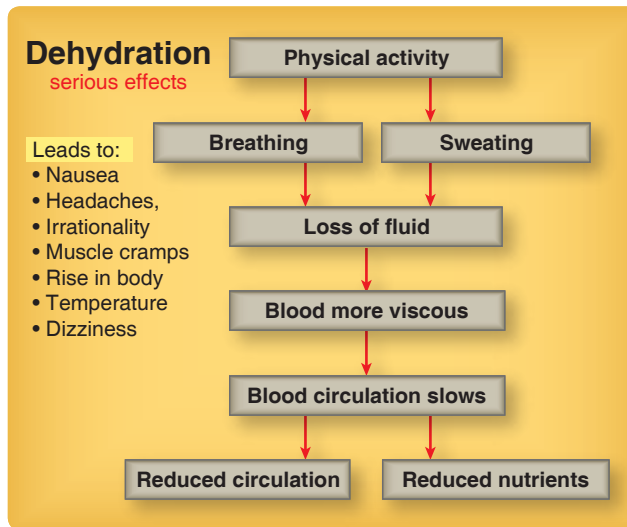 Dehydration
serious effects
Leads to:
• Nausea
• Headaches,
• Irrationality
• Muscle cramps
• Rise in body
• Temperature
• Dizziness
Physical activity
Breathing
Sweating
Loss of fluid
Blood more viscous
Blood circulation slows
Reduced circulation
Reduced nutrients